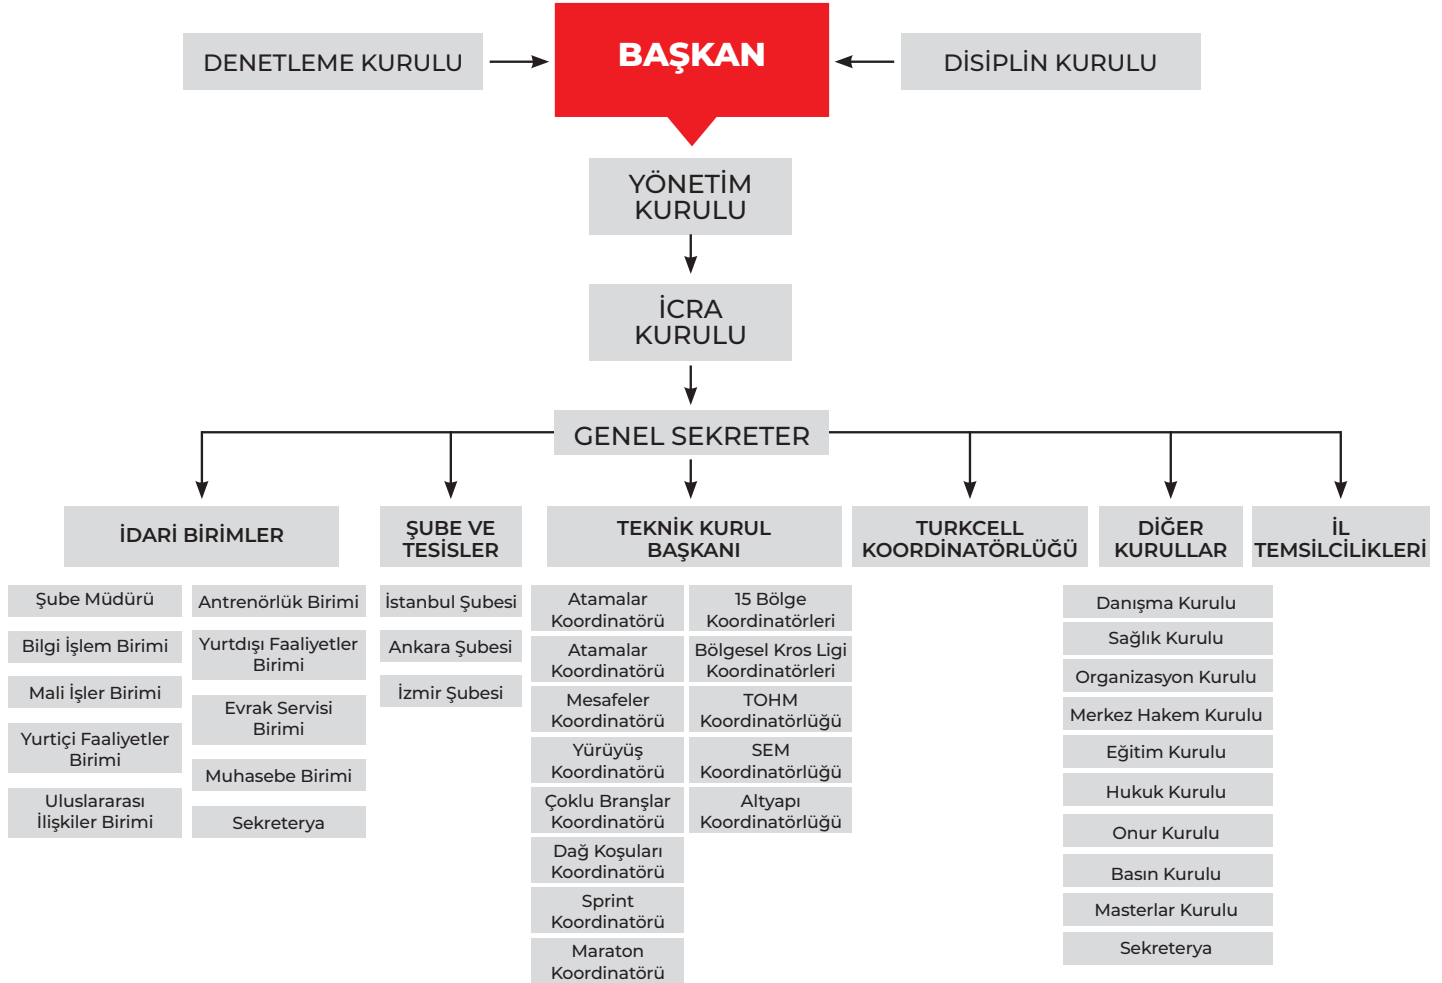 DENETLEME KURULU
BAŞKAN
DİSİPLİN KURULU
YÖNETİM
KURULU
İCRA
KURULU
GENEL SEKRETER
İDARİ BİRİMLER
Şube Müdürü
Bilgi İşlem Birimi
Mali İşler Birimi
Yurtiçi Faaliyetler
Birimi
Uluslararası
İlişkiler Birimi
Antrenörlük Birimi
Yurtdışı Faaliyetler
Birimi
Evrak Servisi
Birimi
Muhasebe Birimi
Sekreterya
ŞUBE VE
TESİSLER
İstanbul Şubesi
Ankara Şubesi
İzmir Şubesi
TEKNİK KURUL
BAŞKANI
Atamalar
Koordinatörü
Atamalar
Koordinatörü
Mesafeler
Koordinatörü
Yürüyüş
Koordinatörü
Çoklu Branşlar
Koordinatörü
Dağ Koşuları
Koordinatörü
Sprint
Koordinatörü
Maraton
Koordinatörü
15 Bölge
Koordinatörleri
Bölgesel Kros Ligi
Koordinatörleri
TOHM
Koordinatörlüğü
SEM
Koordinatörlüğü
Altyapı
Koordinatörlüğü
TURKCELL
KOORDİNATÖRLÜĞÜ
DİĞER
KURULLAR
Danışma Kurulu
Sağlık Kurulu
Organizasyon Kurulu
Merkez Hakem Kurulu
Eğitim Kurulu
Hukuk Kurulu
Onur Kurulu
Basın Kurulu
Masterlar Kurulu
Sekreterya
İL
TEMSİLCİLİKLERİ